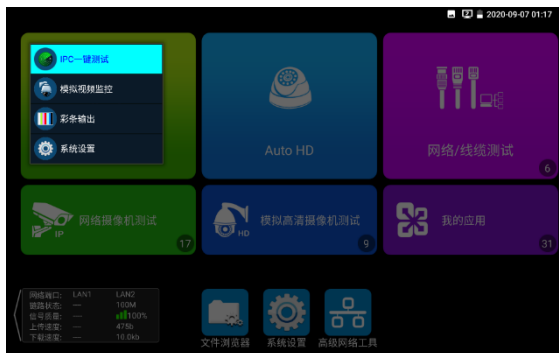 2020-09-07 01:17
IPC一键测试
模拟视频监控
彩条输出
系统设置
Auto HD
网络/线缆测试
6
网络摄像机测试
IP
17
模拟高清摄像机测试
HD
9
我的应用
31
网络端口: LAN1 LAN2
链路状态: — 100M
信号质量: — 100%
上传速度: — 478b
下载速度: — 10.0kb
文件浏览器
系统设置
高级网络工具